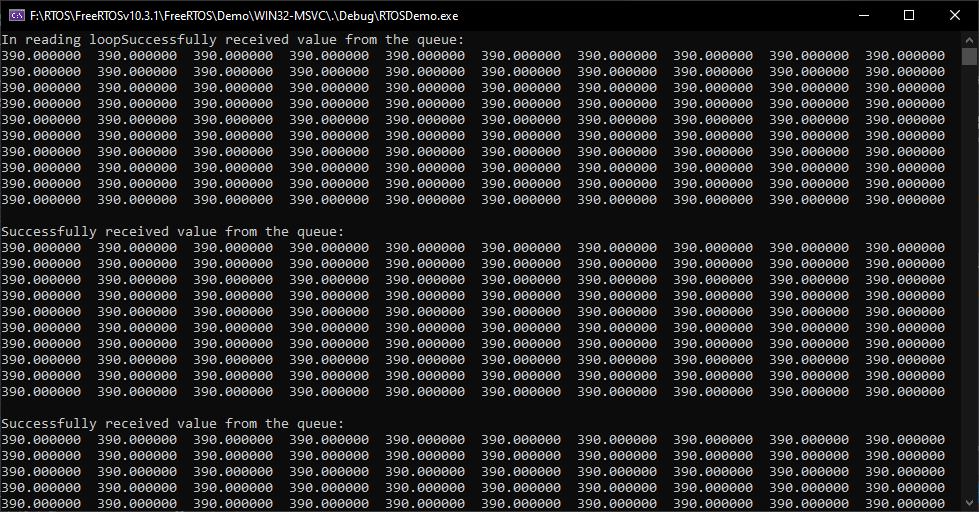 F:\RTOS\FreeRTOSv10.3.1\FreeRTOS\Demo\WIN32-MSVC\.\Debug\RTOSDemo.exe
In reading loopSuccessfully received value from the queue:
390.000000 390.000000 390.000000 390.000000 390.000000 390.000000 390.000000 390.000000 390.000000 390.000000
390.000000 390.000000 390.000000 390.000000 390.000000 390.000000 390.000000 390.000000 390.000000 390.000000
390.000000 390.000000 390.000000 390.000000 390.000000 390.000000 390.000000 390.000000 390.000000 390.000000
390.000000 390.000000 390.000000 390.000000 390.000000 390.000000 390.000000 390.000000 390.000000 390.000000
390.000000 390.000000 390.000000 390.000000 390.000000 390.000000 390.000000 390.000000 390.000000 390.000000
390.000000 390.000000 390.000000 390.000000 390.000000 390.000000 390.000000 390.000000 390.000000 390.000000
390.000000 390.000000 390.000000 390.000000 390.000000 390.000000 390.000000 390.000000 390.000000 390.000000
390.000000 390.000000 390.000000 390.000000 390.000000 390.000000 390.000000 390.000000 390.000000 390.000000
390.000000 390.000000 390.000000 390.000000 390.000000 390.000000 390.000000 390.000000 390.000000 390.000000
390.000000 390.000000 390.000000 390.000000 390.000000 390.000000 390.000000 390.000000 390.000000 390.000000
Successfully received value from the queue:
390.000000 390.000000 390.000000 390.000000 390.000000 390.000000 390.000000 390.000000 390.000000 390.000000
390.000000 390.000000 390.000000 390.000000 390.000000 390.000000 390.000000 390.000000 390.000000 390.000000
390.000000 390.000000 390.000000 390.000000 390.000000 390.000000 390.000000 390.000000 390.000000 390.000000
390.000000 390.000000 390.000000 390.000000 390.000000 390.000000 390.000000 390.000000 390.000000 390.000000
390.000000 390.000000 390.000000 390.000000 390.000000 390.000000 390.000000 390.000000 390.000000 390.000000
390.000000 390.000000 390.000000 390.000000 390.000000 390.000000 390.000000 390.000000 390.000000 390.000000
390.000000 390.000000 390.000000 390.000000 390.000000 390.000000 390.000000 390.000000 390.000000 390.000000
390.000000 390.000000 390.000000 390.000000 390.000000 390.000000 390.000000 390.000000 390.000000 390.000000
390.000000 390.000000 390.000000 390.000000 390.000000 390.000000 390.000000 390.000000 390.000000 390.000000
390.000000 390.000000 390.000000 390.000000 390.000000 390.000000 390.000000 390.000000 390.000000 390.000000
Successfully received value from the queue:
390.000000 390.000000 390.000000 390.000000 390.000000 390.000000 390.000000 390.000000 390.000000 390.000000
390.000000 390.000000 390.000000 390.000000 390.000000 390.000000 390.000000 390.000000 390.000000 390.000000
390.000000 390.000000 390.000000 390.000000 390.000000 390.000000 390.000000 390.000000 390.000000 390.000000
390.000000 390.000000 390.000000 390.000000 390.000000 390.000000 390.000000 390.000000 390.000000 390.000000
390.000000 390.000000 390.000000 390.000000 390.000000 390.000000 390.000000 390.000000 390.000000 390.000000